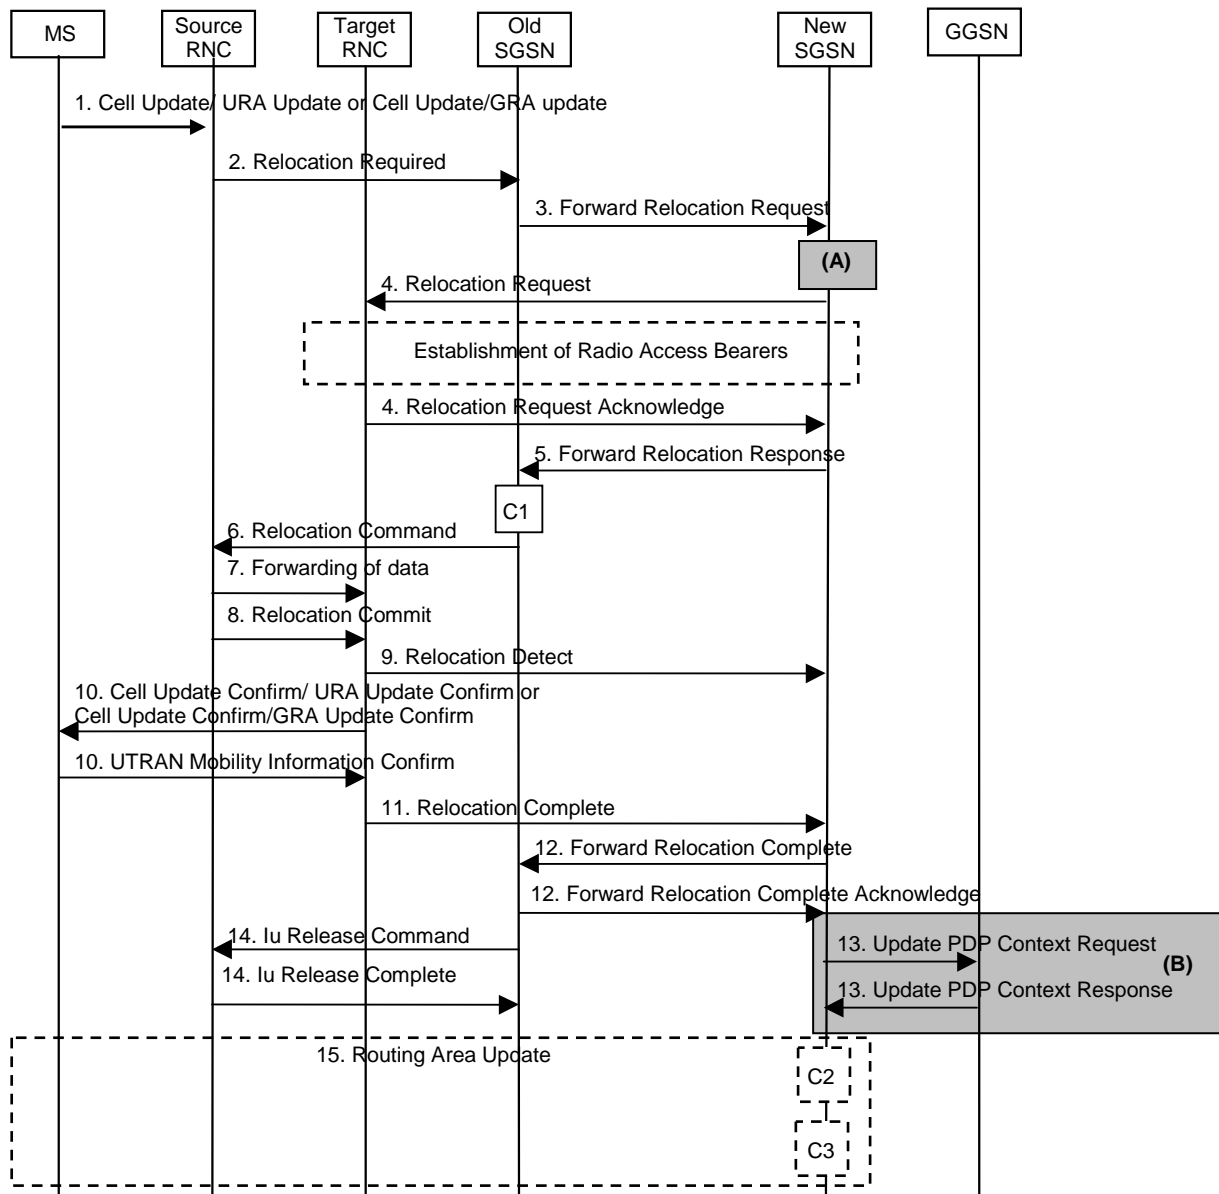 MS
Source
RNC
Target
RNC
Old
SGSN
New
SGSN
GGSN
1. Cell Update/ URA Update or Cell Update/GRA update
2. Relocation Required
3. Forward Relocation Request
(A)
4. Relocation Request
Establishment of Radio Access Bearers
4. Relocation Request Acknowledge
5. Forward Relocation Response
C1
6. Relocation Command
7. Forwarding of data
8. Relocation Commit
9. Relocation Detect
10. Cell Update Confirm/ URA Update Confirm or
Cell Update Confirm/GRA Update Confirm
10. UTRAN Mobility Information Confirm
11. Relocation Complete
12. Forward Relocation Complete
12. Forward Relocation Complete Acknowledge
14. Iu Release Command
13. Update PDP Context Request
(B)
14. Iu Release Complete
13. Update PDP Context Response
15. Routing Area Update
C2
C3